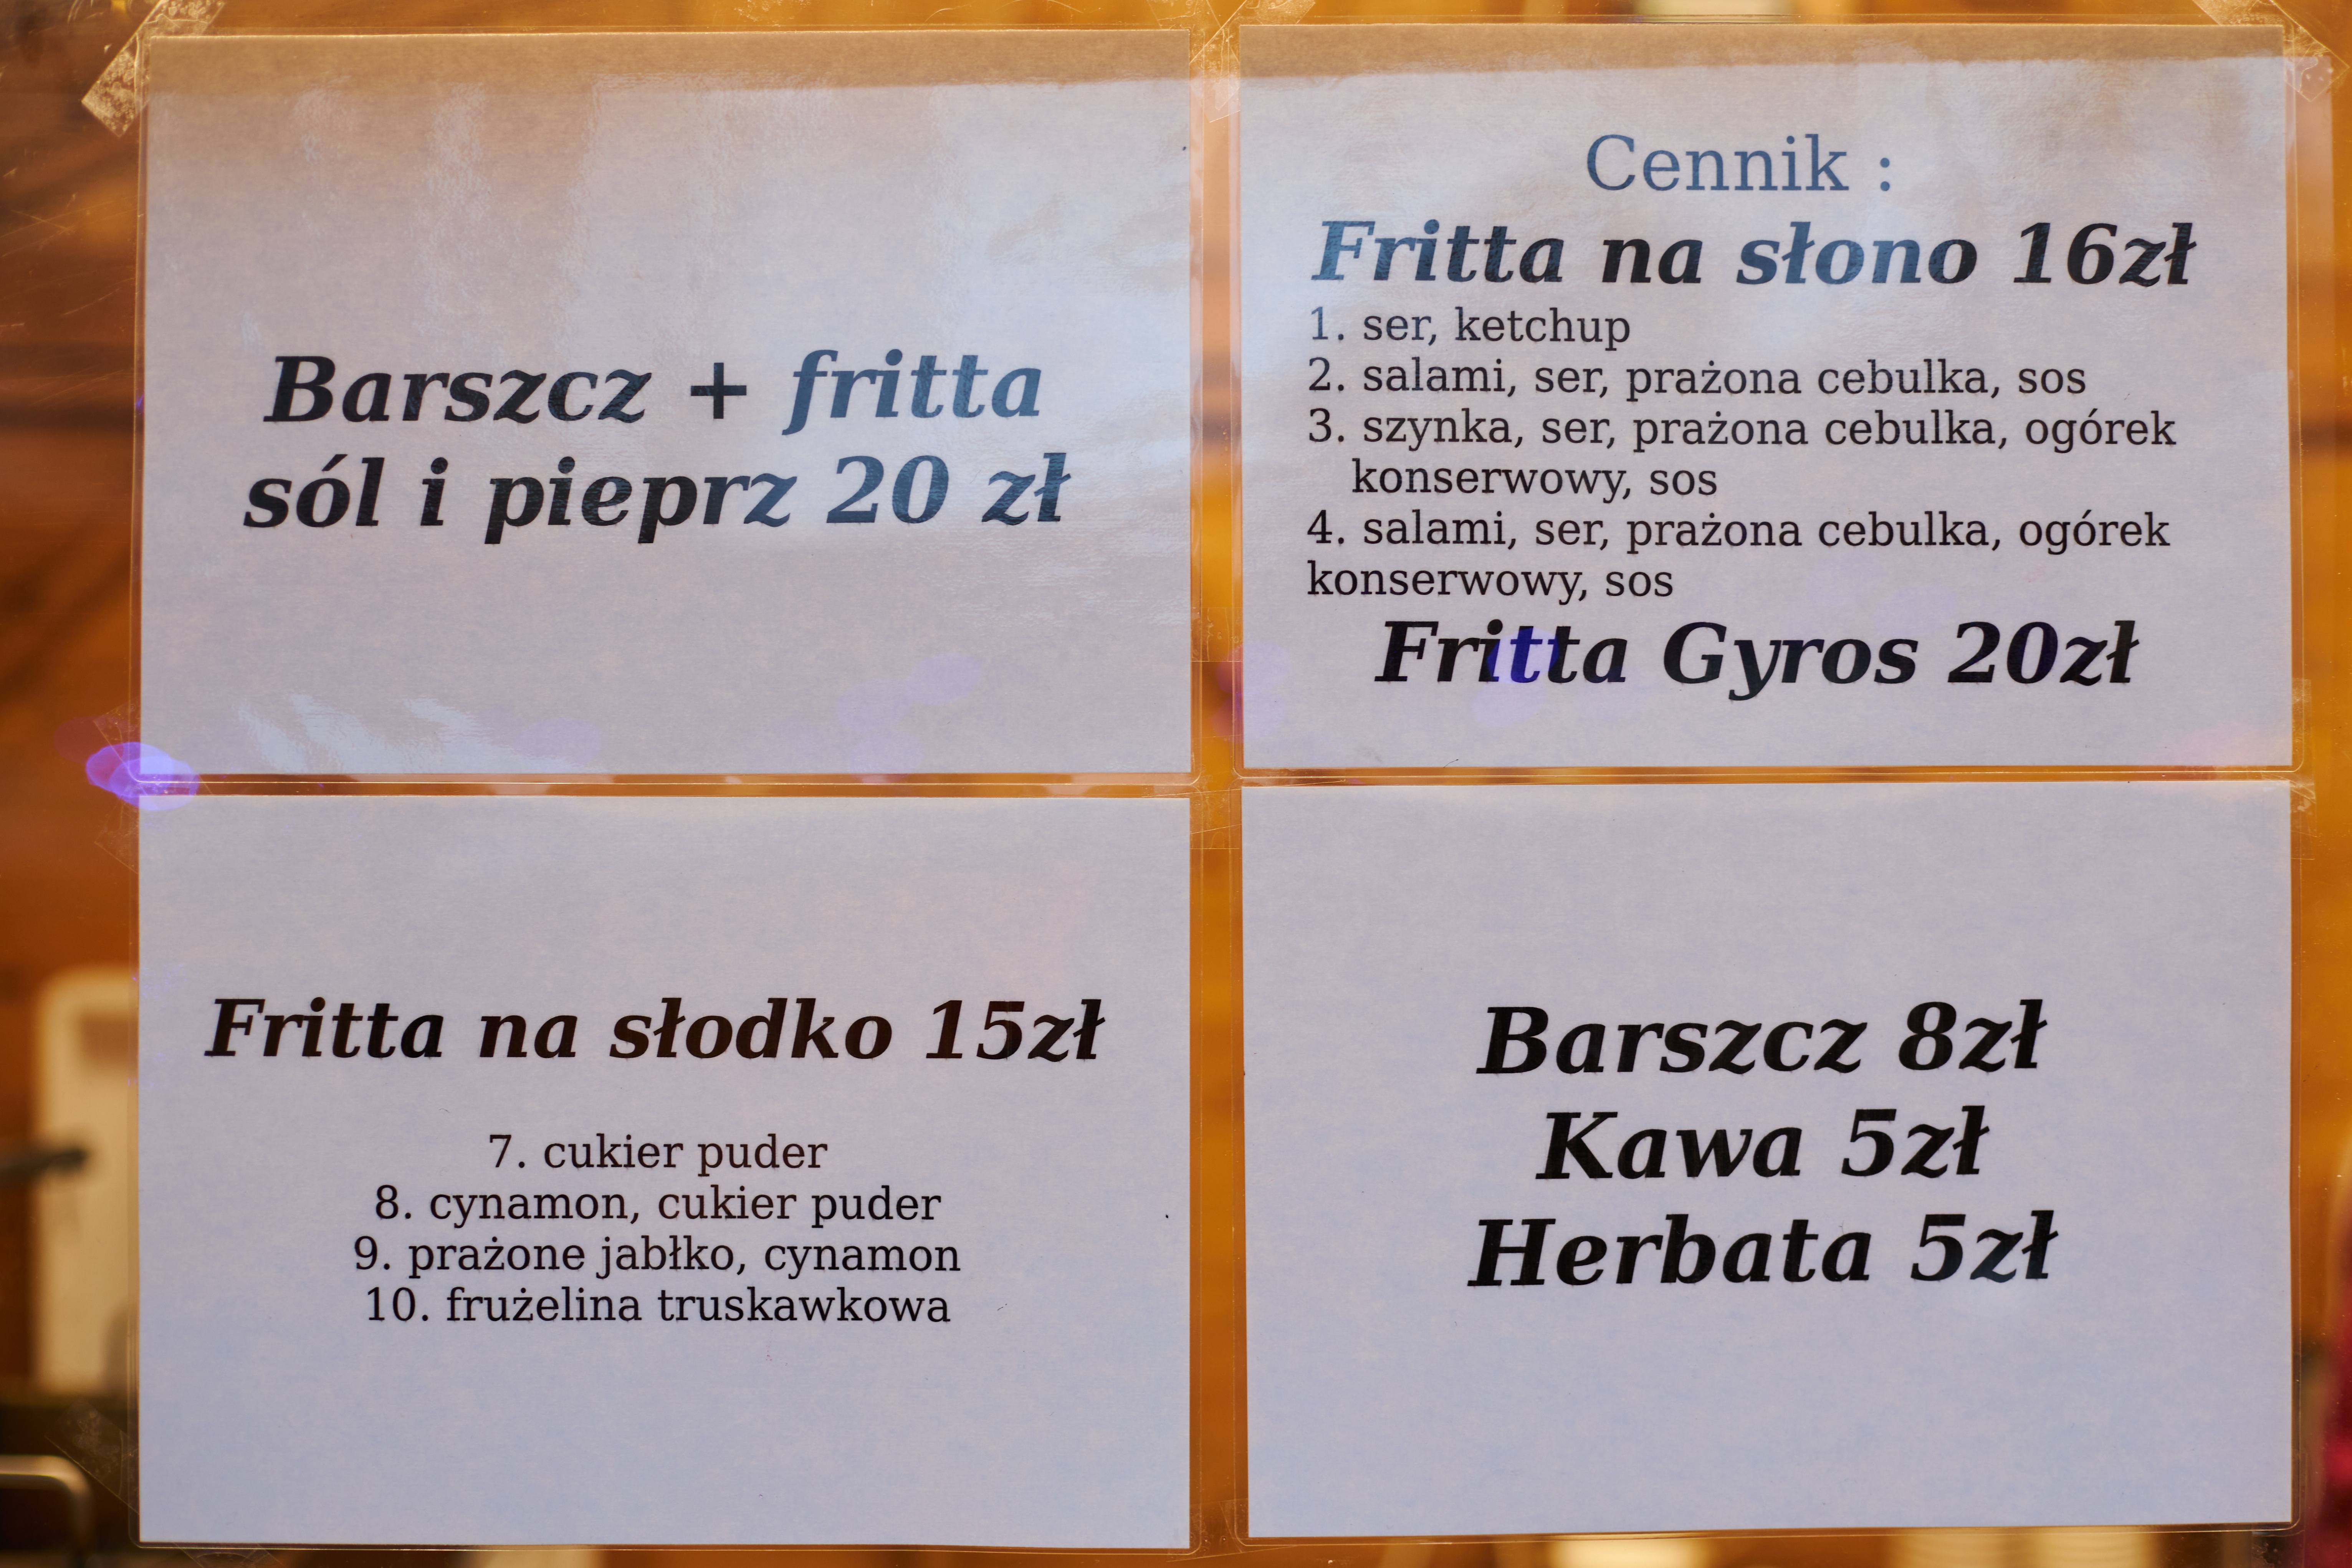 Barszcz + fritta
sól i pieprz 20 zł
Cennik :
Fritta na słono 16zł
1. ser, ketchup
2. salami, ser, prażona cebulka, sos
3. szynka, ser, prażona cebulka, ogórek
konserwowy, sos
4. salami, ser, prażona cebulka, ogórek
konserwowy, sos
Fritta Gyros 20zł
Fritta na słodko 15zł
7. cukier puder
8. cynamon, cukier puder
9. prażone jabłko, cynamon
10. frużelina truskawkowa
Barszcz 8zł
Kawa 5zł
Herbata 5zł